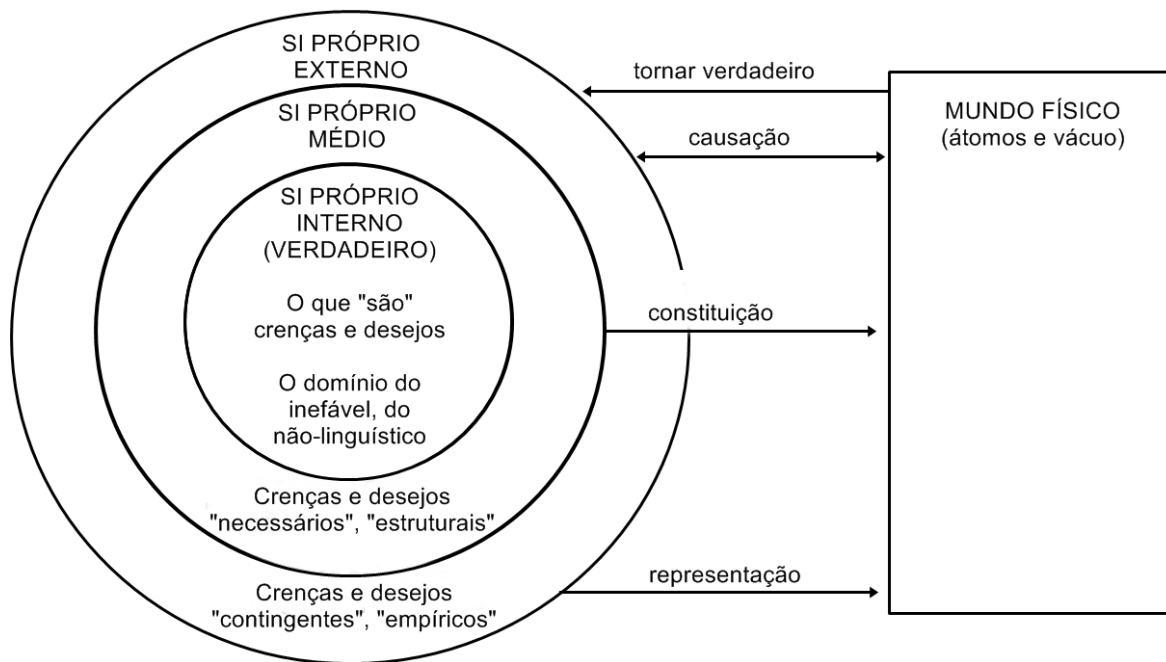 SI PRÓPRIO
EXTERNO
SI PRÓPRIO
MÉDIO
SI PRÓPRIO
INTERNO
(VERDADEIRO)
O que "são"
crenças e desejos
O domínio do
inefável, do
não-linguístico
Crenças e desejos
"necessários", "estruturais"
Crenças e desejos
"contingentes", "empíricos"
tornar verdadeiro
causação
constituição
representação
MUNDO FÍSICO
(átomos e vácuo)